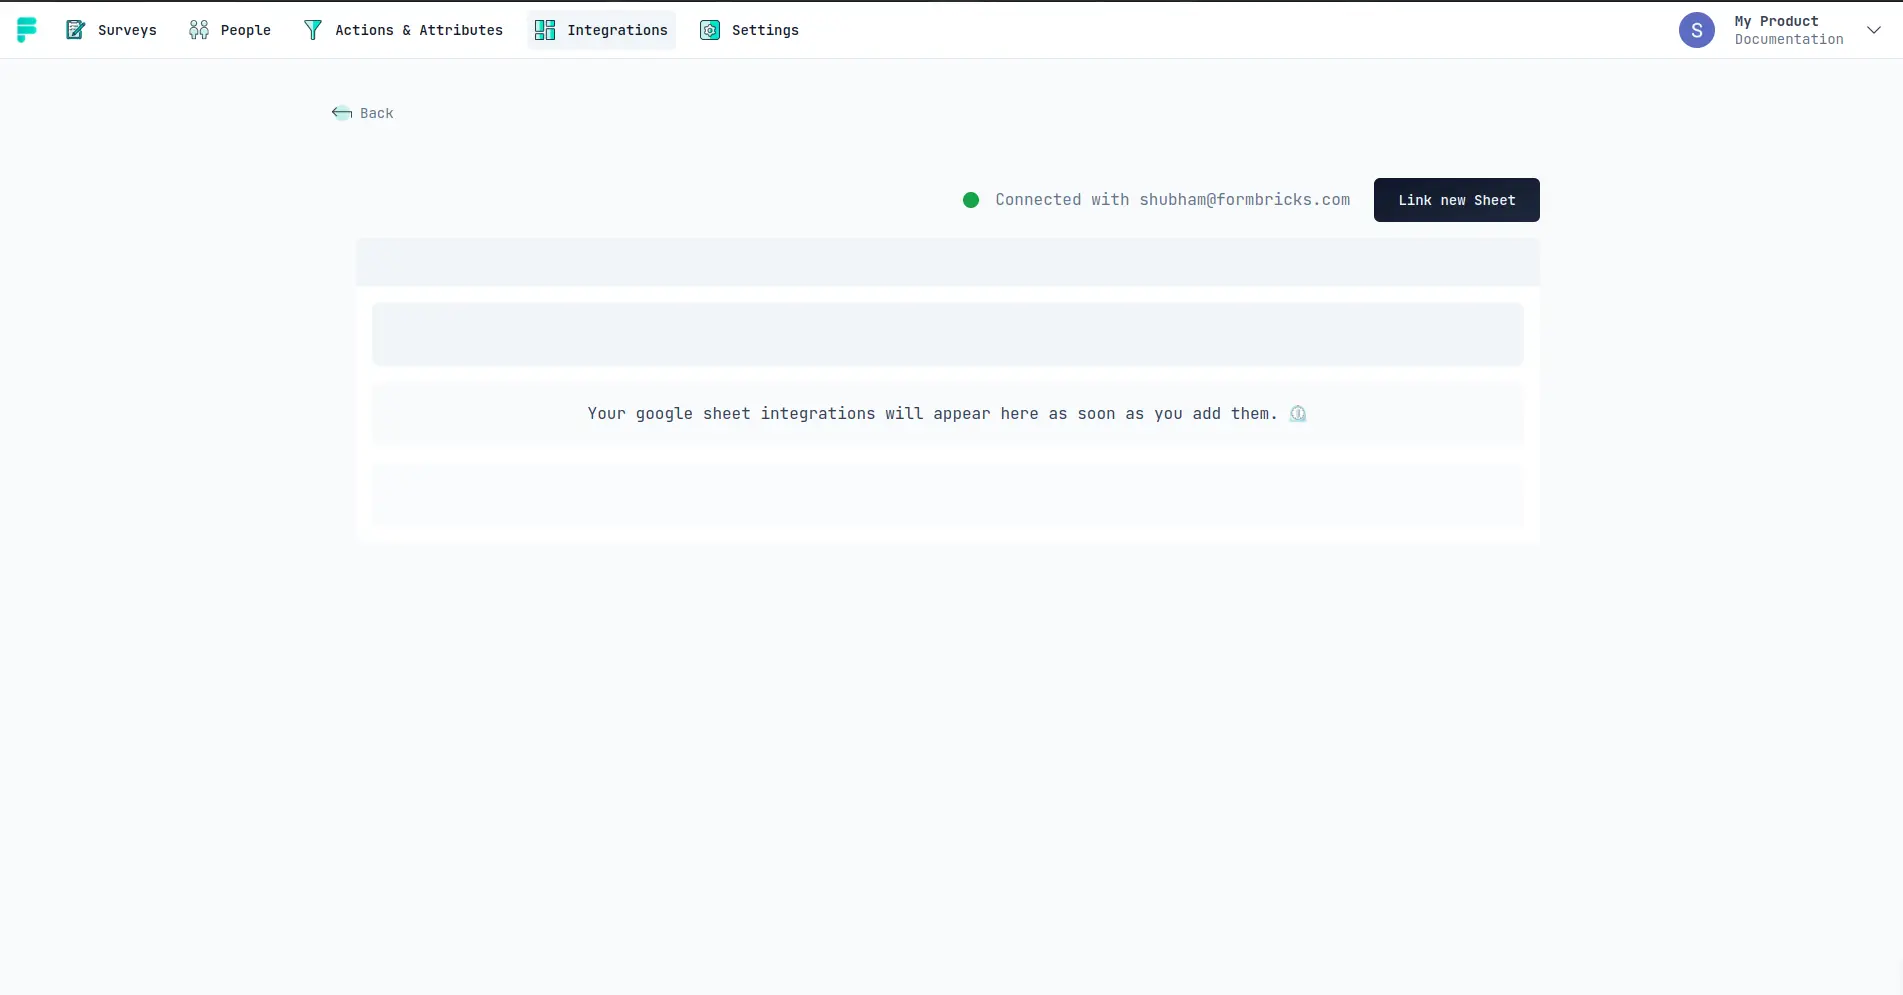 Surveys People Actions & Attributes Integrations Settings S My Product
Documentation
Back
Connected with shubham@formbricks.com Link new Sheet
Your google sheet integrations will appear here as soon as you add them. ⏲️